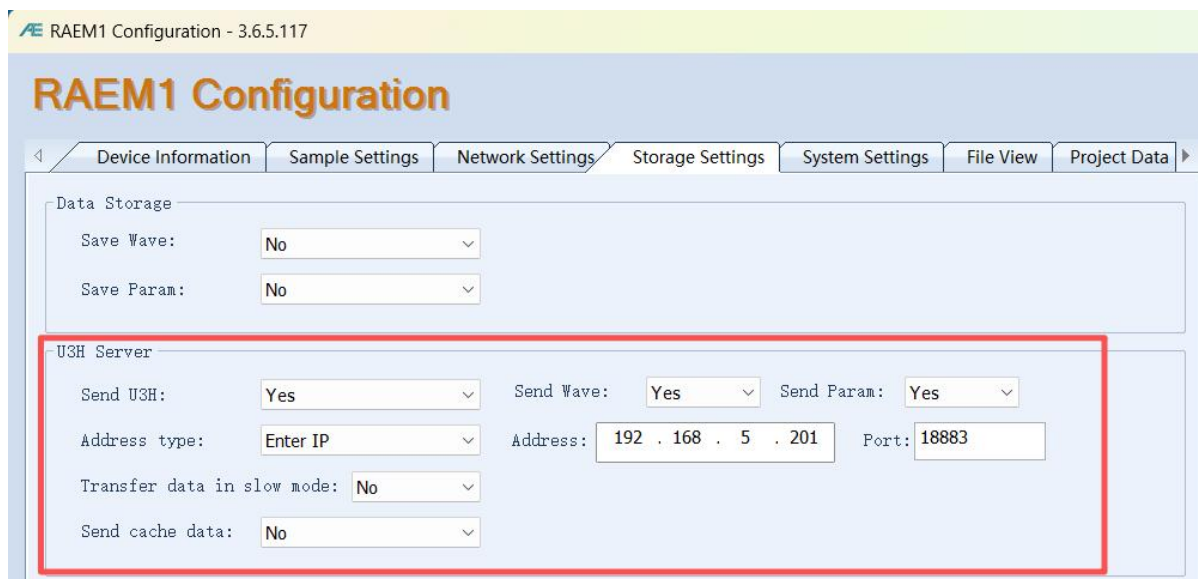 RAEM1 Configuration - 3.6.5.117
RAEM1 Configuration
Device Information Sample Settings Network Settings Storage Settings System Settings File View Project Data
Data Storage
Save Wave: No
Save Param: No
U3H Server
Send U3H: Yes Send Wave: Yes Send Param: Yes
Address type: Enter IP Address: 192 . 168 . 5 . 201 Port: 18883
Transfer data in slow mode: No
Send cache data: No